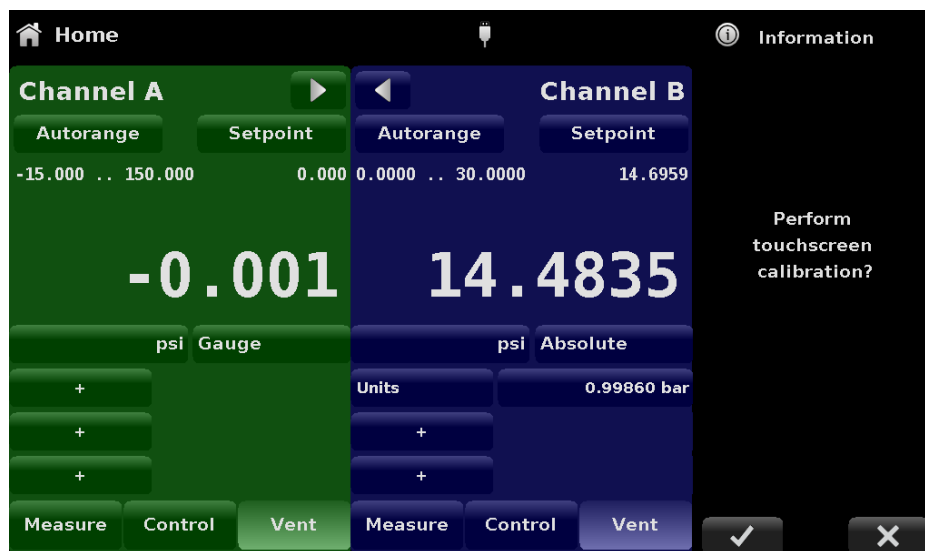 Home
Information
Channel A
Channel B
Autorange Setpoint
Autorange Setpoint
-15.000 .. 150.000 0.000
0.0000 .. 30.0000 14.6959
-0.001
14.4835
psi Gauge
psi Absolute
+
Units 0.99860 bar
+
+
+
+
Measure Control Vent
Measure Control Vent
Perform
touchscreen
calibration?